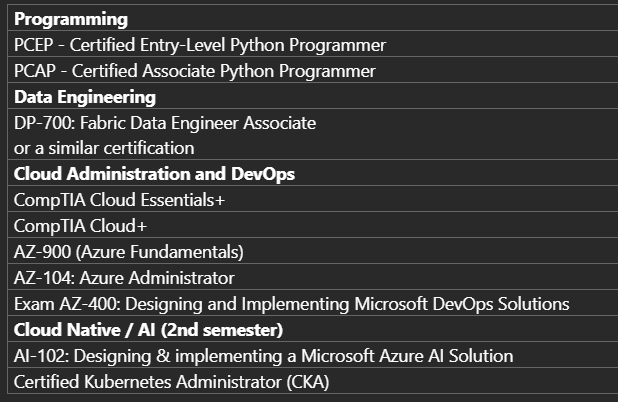 Programming
PCEP - Certified Entry-Level Python Programmer
PCAP - Certified Associate Python Programmer
Data Engineering
DP-700: Fabric Data Engineer Associate
or a similar certification
Cloud Administration and DevOps
CompTIA Cloud Essentials+
CompTIA Cloud+
AZ-900 (Azure Fundamentals)
AZ-104: Azure Administrator
Exam AZ-400: Designing and Implementing Microsoft DevOps Solutions
Cloud Native / AI (2nd semester)
AI-102: Designing & implementing a Microsoft Azure AI Solution
Certified Kubernetes Administrator (CKA)